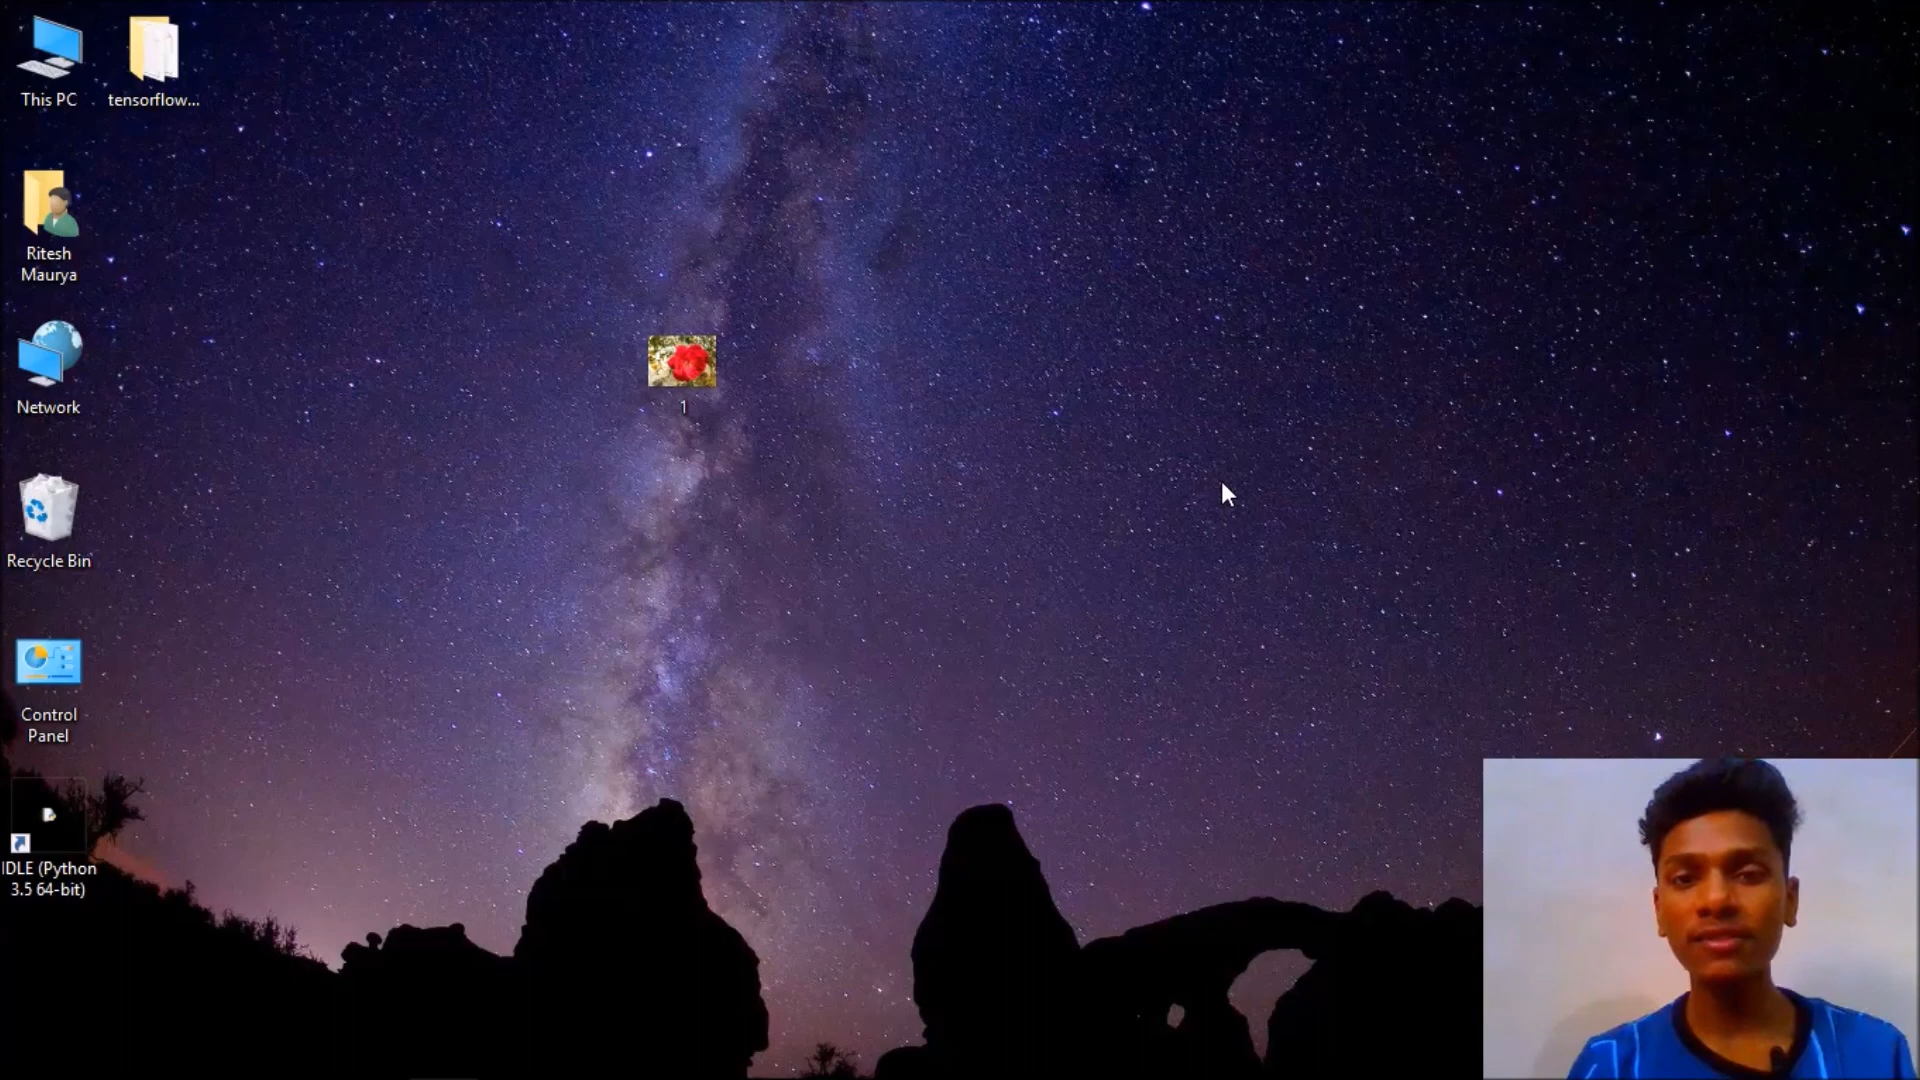 This PC
tensorflow...
Ritesh
Maurya
Network
1
Recycle Bin
Control
Panel
IDLE (Python
3.5 64-bit)